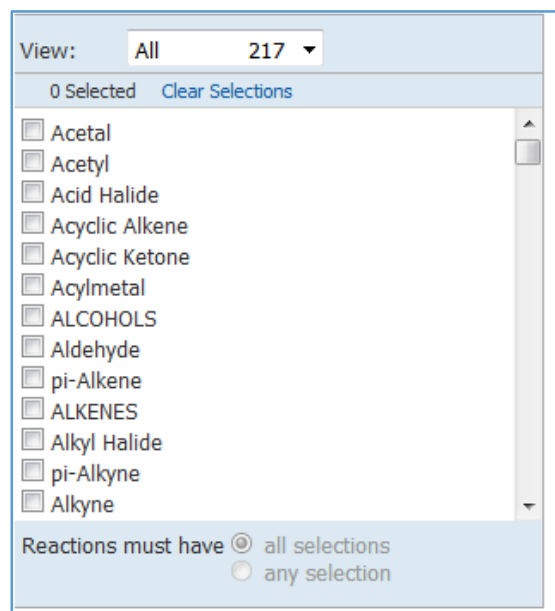 View: All 217
0 Selected Clear Selections
Acetal
Acetyl
Acid Halide
Acyclic Alkene
Acyclic Ketone
Acylmetal
ALCOHOLS
Aldehyde
pi-Alkene
ALKENES
Alkyl Halide
pi-Alkyne
Alkyne
Reactions must have all selections
any selection